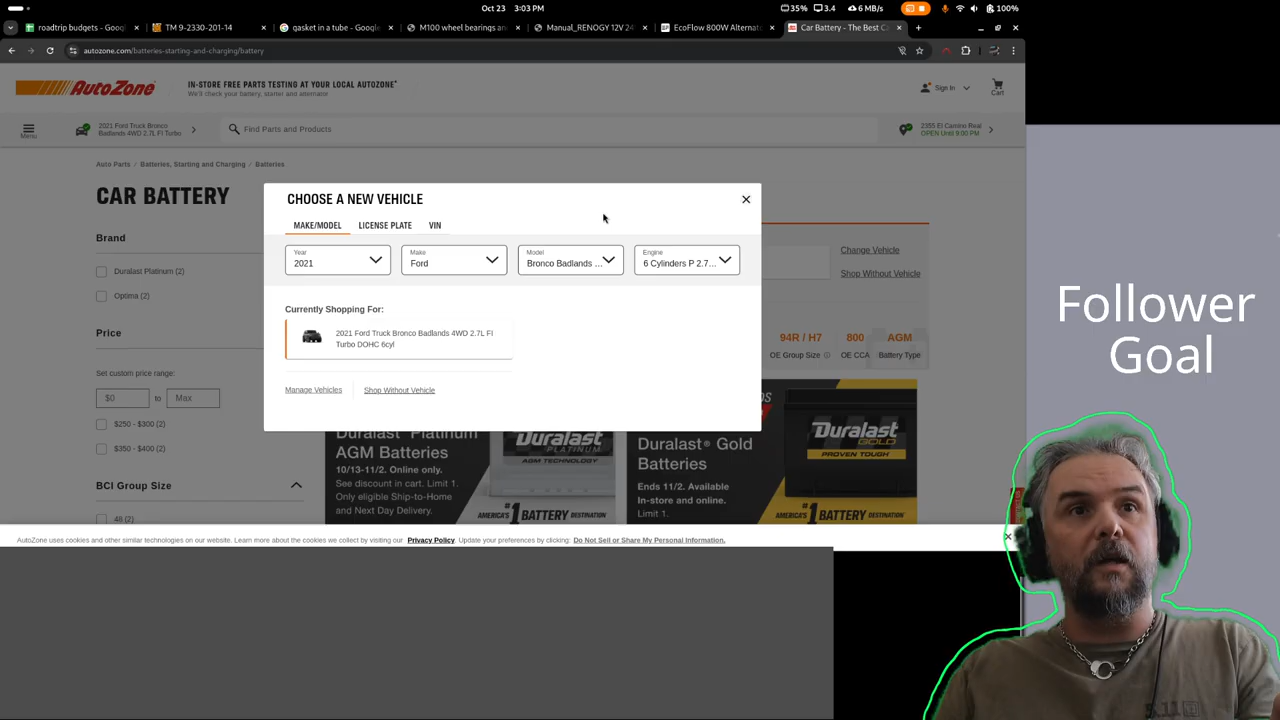 Oct 23 3:03 PM
35% 3.4 6 MB/s 100%
roadtrip budgets - Googl
TM 9-2330-201-14
gasket in a tube - Google
M100 wheel bearings an
Manual_RENOGY 12V 24
EcoFlow 800W Alternat
Car Battery - The Best C
autozone.com/batteries-starting-and-charging/battery
AutoZone
IN-STORE FREE PARTS TESTING AT YOUR LOCAL AUTOZONE*
We'll check your battery, starter and alternator
Sign In
Cart
Menu
2021 Ford Truck Bronco
Badlands 4WD 2.7L FI Turbo
Find Parts and Products
2355 El Camino Real
OPEN Until 9:00 PM
Auto Parts / Batteries, Starting and Charging / Batteries
CAR BATTERY
Brand
Duralast Platinum (2)
Optima (2)
Price
Set custom price range:
$0 to Max
$250 - $300 (2)
$350 - $400 (2)
BCI Group Size
48 (2)
CHOOSE A NEW VEHICLE
MAKE/MODEL LICENSE PLATE VIN
Year
2021
Make
Ford
Model
Bronco Badlands ...
Engine
6 Cylinders P 2.7...
Currently Shopping For:
2021 Ford Truck Bronco Badlands 4WD 2.7L FI
Turbo DOHC 6cyl
Manage Vehicles
Shop Without Vehicle
Change Vehicle
Shop Without Vehicle
94R / H7
OE Group Size
800
OE CCA
AGM
Battery Type
Duralast Platinum
AGM Batteries
10/13-11/2. Online only.
See cart for discount. Limit 1.
Only eligible Ship-to-Home
and Next Day Delivery.
PLATINUM
AGM TECHNOLOGY
AMERICA'S #1 BATTERY DESTINATION
Duralast® Gold
Batteries
Ends 11/2. Available
In-store and online.
Limit 1.
Duralast
GOLD
PROVEN TOUGH
AMERICA'S #1 BATTERY DESTINATION
AutoZone uses cookies and other similar technologies on our website. Learn more about the cookies we collect by visiting our Privacy Policy. Update your preferences by clicking: Do Not Sell or Share My Personal Information.
Follower
Goal